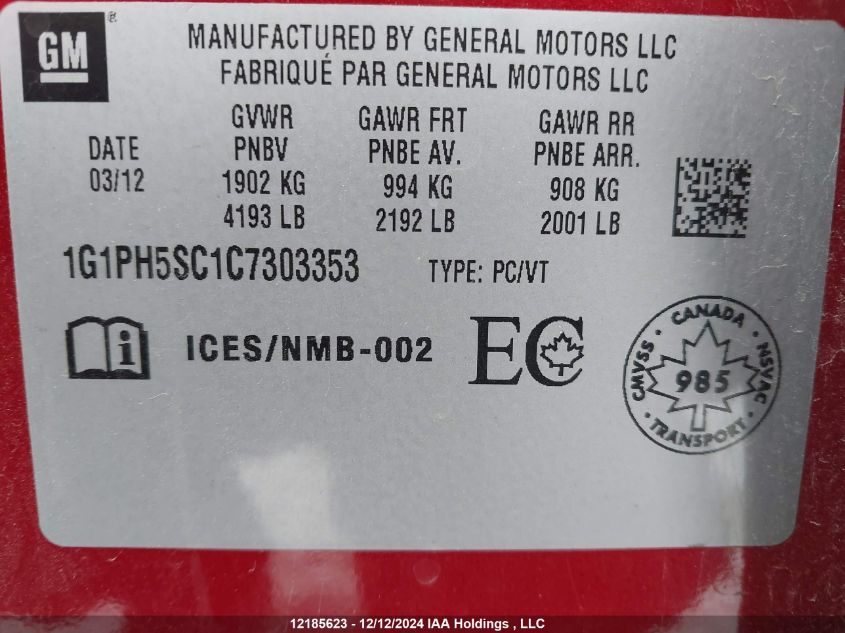 GM®
MANUFACTURED BY GENERAL MOTORS LLC
FABRIQUÉ PAR GENERAL MOTORS LLC
DATE
03/12
GVWR
PNBV
1902 KG
4193 LB
GAWR FRT
PNBE AV.
994 KG
2192 LB
GAWR RR
PNBE ARR.
908 KG
2001 LB
1G1PH5SC1C7303353 TYPE: PC/VT
i ICES/NMB-002 EC
CANADA
CMVSS · 985 · NSVAC
TRANSPORT
12185623 - 12/12/2024 IAA Holdings , LLC